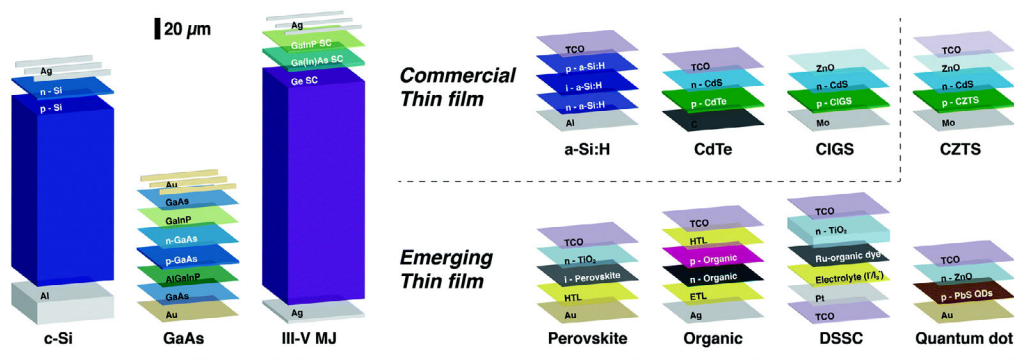 20 µm
Ag
n - Si
p - Si
Al
c-Si
Au
GaAs
GaInP
n-GaAs
p-GaAs
AlGaInP
GaAs
Au
GaAs
Ag
GaInP SC
Ga(In)As SC
Ge SC
Ag
III-V MJ
Commercial
Thin film
TCO
p - a-Si:H
i - a-Si:H
n - a-Si:H
Al
a-Si:H
TCO
n - CdS
p - CdTe
C
CdTe
ZnO
n - CdS
p - CIGS
Mo
CIGS
TCO
ZnO
n - CdS
p - CZTS
Mo
CZTS
Emerging
Thin film
TCO
n - TiO₂
i - Perovskite
HTL
Au
Perovskite
TCO
HTL
p - Organic
n - Organic
ETL
Ag
Organic
TCO
n - TiO₂
Ru-organic dye
Electrolyte (I⁻/I₃⁻)
Pt
TCO
DSSC
TCO
n - ZnO
p - PbS QDs
Au
Quantum dot